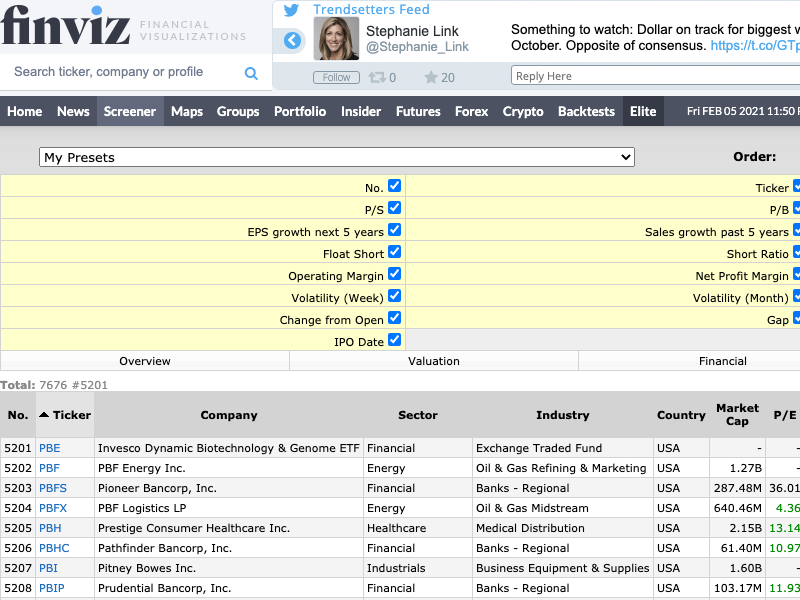 finviz
FINANCIAL
VISUALIZATIONS
Search ticker, company or profile
Trendsetters Feed
Stephanie Link
@Stephanie_Link
Follow 0 20
Something to watch: Dollar on track for biggest w
October. Opposite of consensus. https://t.co/GTp
Reply Here
Home News Screener Maps Groups Portfolio Insider Futures Forex Crypto Backtests Elite Fri FEB 05 2021 11:50 P
My Presets Order:
No. Ticker
P/S P/B
EPS growth next 5 years Sales growth past 5 years
Float Short Short Ratio
Operating Margin Net Profit Margin
Volatility (Week) Volatility (Month)
Change from Open Gap
IPO Date
Overview Valuation Financial
Total: 7676 #5201
No. Ticker Company Sector Industry Country Market Cap P/E
5201 PBE Invesco Dynamic Biotechnology & Genome ETF Financial Exchange Traded Fund USA - -
5202 PBF PBF Energy Inc. Energy Oil & Gas Refining & Marketing USA 1.27B -
5203 PBFS Pioneer Bancorp, Inc. Financial Banks - Regional USA 287.48M 36.01
5204 PBFX PBF Logistics LP Energy Oil & Gas Midstream USA 640.46M 4.36
5205 PBH Prestige Consumer Healthcare Inc. Healthcare Medical Distribution USA 2.15B 13.14
5206 PBHC Pathfinder Bancorp, Inc. Financial Banks - Regional USA 61.40M 10.97
5207 PBI Pitney Bowes Inc. Industrials Business Equipment & Supplies USA 1.60B -
5208 PBIP Prudential Bancorp, Inc. Financial Banks - Regional USA 103.17M 11.93